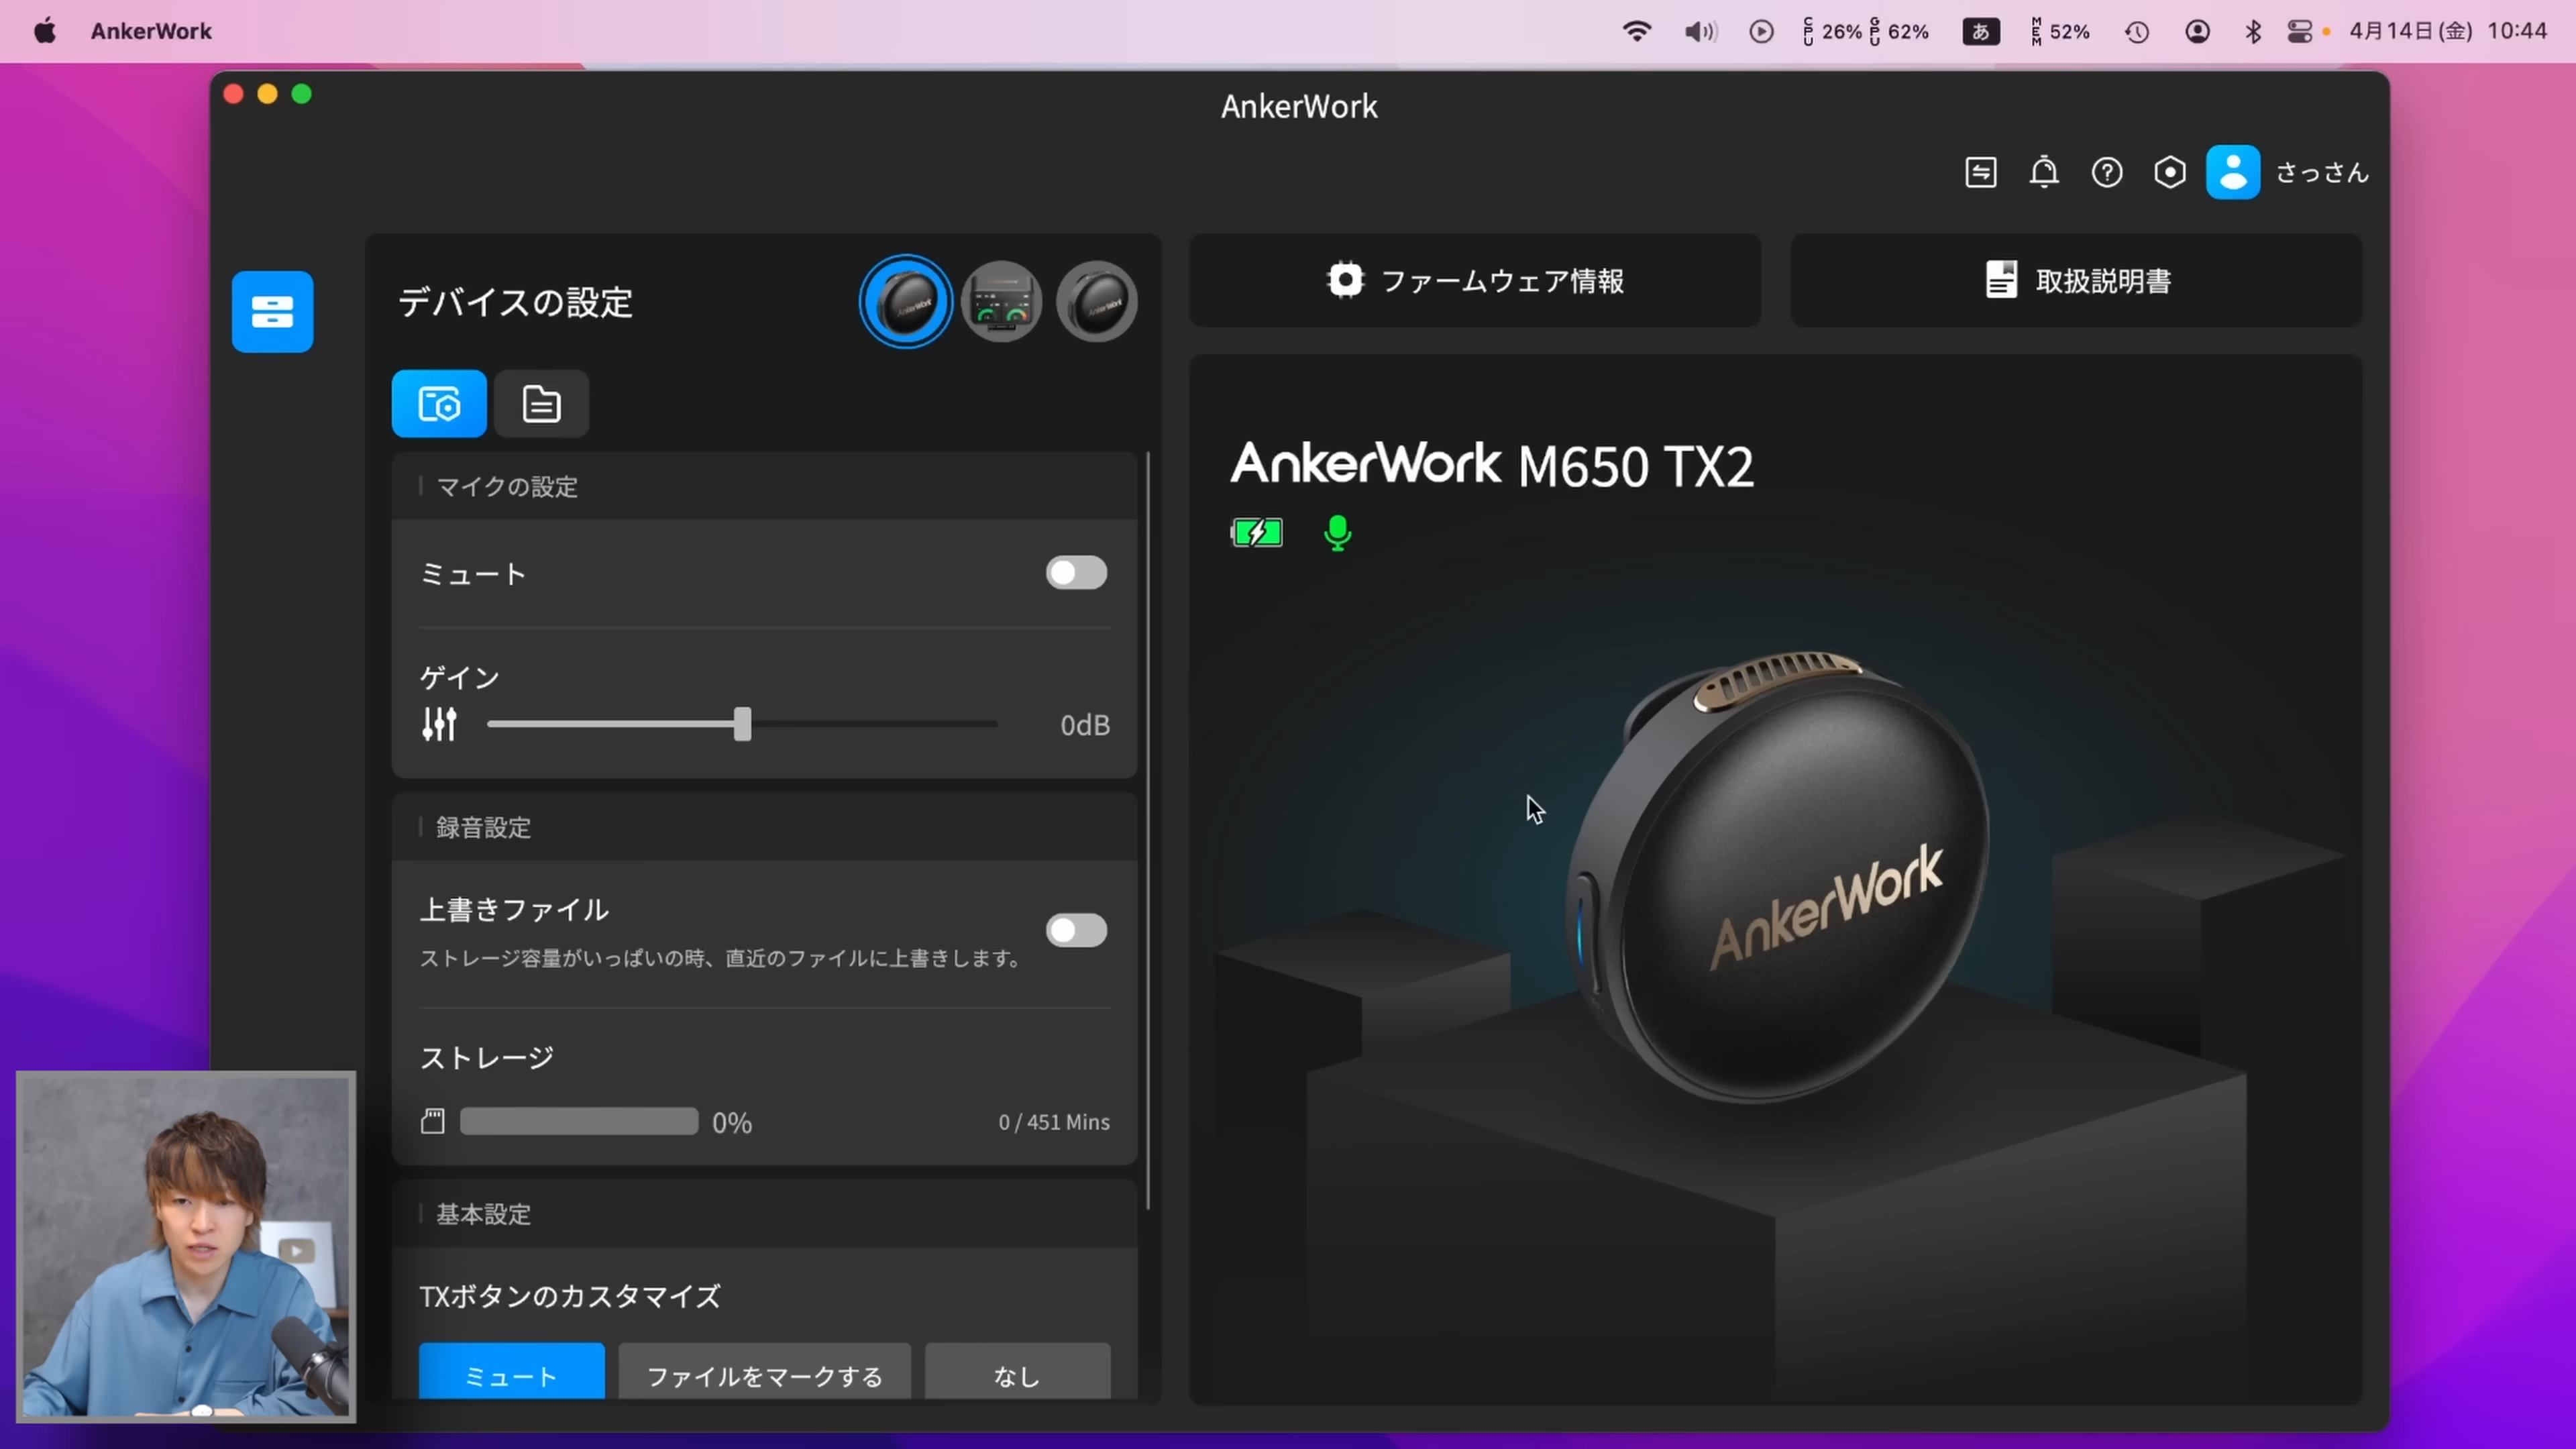 AnkerWork
CPU 26% GPU 62% あ MEM 52% 4月14日(金) 10:44
AnkerWork
さっさん
デバイスの設定
ファームウェア情報
取扱説明書
マイクの設定
ミュート
ゲイン
0dB
録音設定
上書きファイル
ストレージ容量がいっぱいの時、直近のファイルに上書きします。
ストレージ
0%
0 / 451 Mins
基本設定
TXボタンのカスタマイズ
ミュート
ファイルをマークする
なし
AnkerWork M650 TX2
AnkerWork